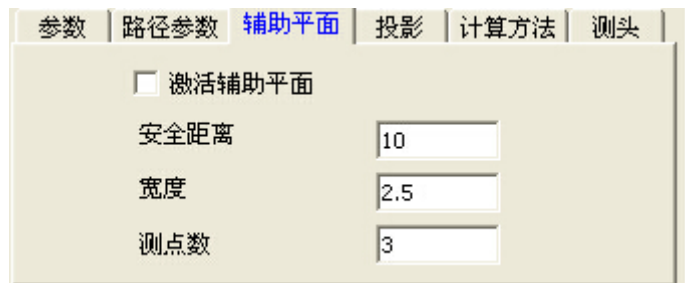 参数 路径参数 辅助平面 投影 计算方法 测头
激活辅助平面
安全距离 10
宽度 2.5
测点数 3